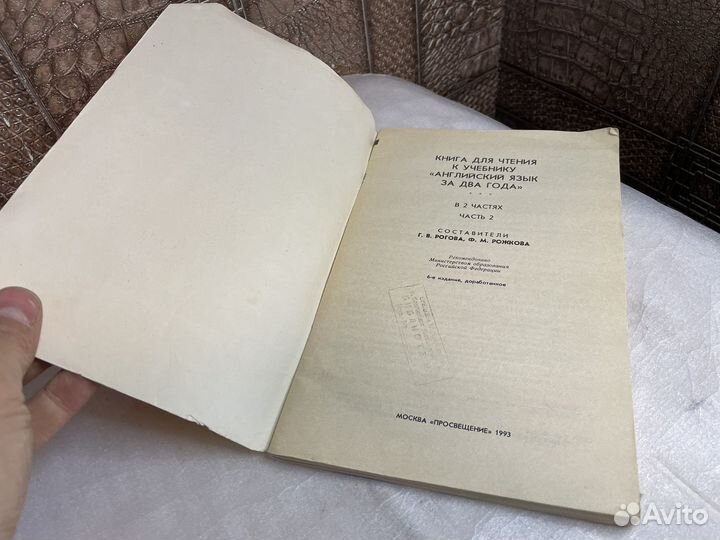 КНИГА ДЛЯ ЧТЕНИЯ
К УЧЕБНИКУ
«АНГЛИЙСКИЙ ЯЗЫК
ЗА ДВА ГОДА»
В 2 ЧАСТЯХ
ЧАСТЬ 2
СОСТАВИТЕЛИ
Г. В. РОГОВА, Ф. М. РОЖКОВА
Рекомендовано
Министерством образования
Российской Федерации
6-е издание, доработанное
МОСКВА «ПРОСВЕЩЕНИЕ» 1993
Avito